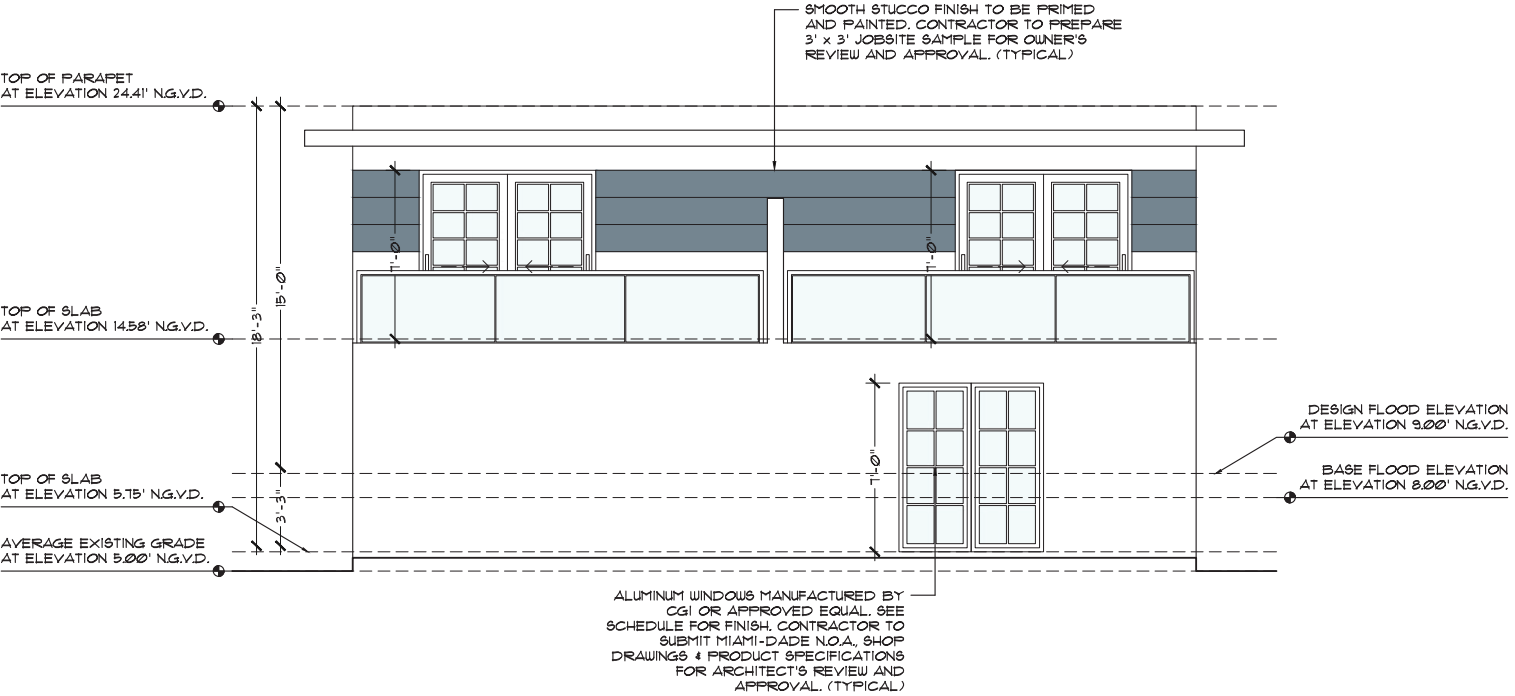 SMOOTH STUCCO FINISH TO BE PRIMED
AND PAINTED. CONTRACTOR TO PREPARE
3' x 3' JOBSITE SAMPLE FOR OWNER'S
REVIEW AND APPROVAL. (TYPICAL)
TOP OF PARAPET
AT ELEVATION 24.41' N.G.V.D.
7'-0"
7'-0"
15'-0"
18'-3"
TOP OF SLAB
AT ELEVATION 14.58' N.G.V.D.
DESIGN FLOOD ELEVATION
AT ELEVATION 9.00' N.G.V.D.
7'-0"
BASE FLOOD ELEVATION
AT ELEVATION 8.00' N.G.V.D.
TOP OF SLAB
AT ELEVATION 5.75' N.G.V.D.
3'-3"
AVERAGE EXISTING GRADE
AT ELEVATION 5.00' N.G.V.D.
ALUMINUM WINDOWS MANUFACTURED BY
CGI OR APPROVED EQUAL. SEE
SCHEDULE FOR FINISH. CONTRACTOR TO
SUBMIT MIAMI-DADE N.O.A., SHOP
DRAWINGS & PRODUCT SPECIFICATIONS
FOR ARCHITECT'S REVIEW AND
APPROVAL. (TYPICAL)